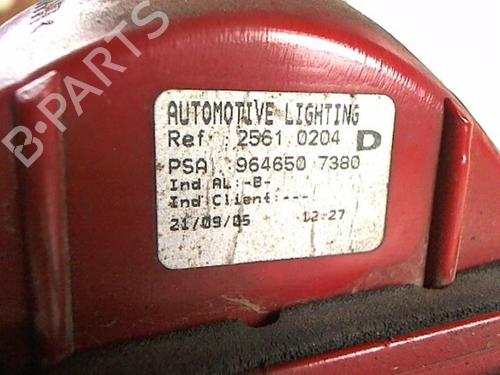 B-PARTS
AUTOMOTIVE LIGHTING
Ref 2561 0204 D
PSA 964650 7380
Ind AL:-B-
Ind Client:---
21/09/05 12:27